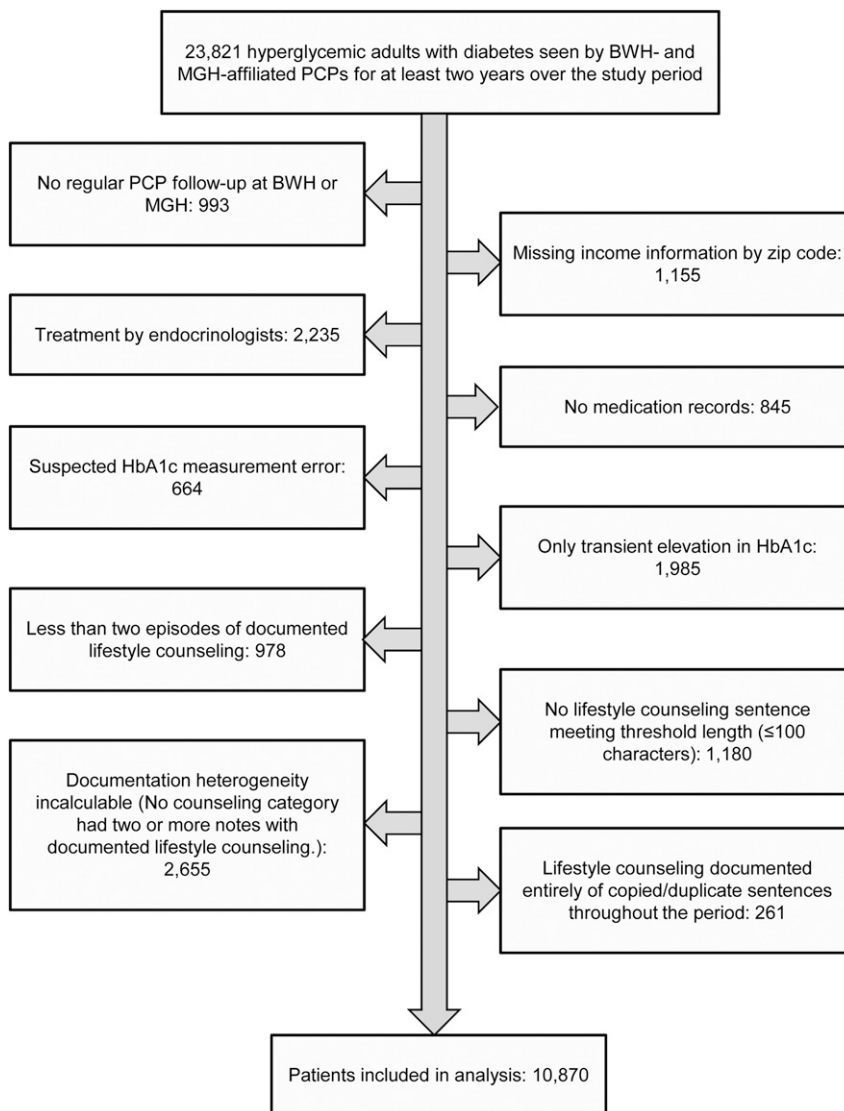 23,821 hyperglycemic adults with diabetes seen by BWH- and
MGH-affiliated PCPs for at least two years over the study period
No regular PCP follow-up at BWH or
MGH: 993
Missing income information by zip code:
1,155
Treatment by endocrinologists: 2,235
No medication records: 845
Suspected HbA1c measurement error:
664
Only transient elevation in HbA1c:
1,985
Less than two episodes of documented
lifestyle counseling: 978
No lifestyle counseling sentence
meeting threshold length (≤100
characters): 1,180
Documentation heterogeneity
incalculable (No counseling category
had two or more notes with
documented lifestyle counseling.):
2,655
Lifestyle counseling documented
entirely of copied/duplicate sentences
throughout the period: 261
Patients included in analysis: 10,870